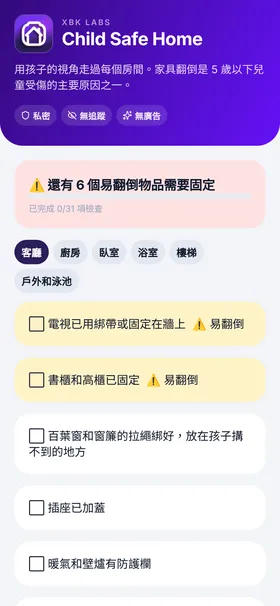 XBK LABS
Child Safe Home
用孩子的視角走過每個房間。家具翻倒是 5 歲以下兒
童受傷的主要原因之一。
私密
無追蹤
無廣告
⚠️ 還有 6 個易翻倒物品需要固定
已完成 0/31 項檢查
客廳
廚房
臥室
浴室
樓梯
戶外和泳池
電視已用綁帶或固定在牆上 ⚠️ 易翻倒
書櫃和高櫃已固定 ⚠️ 易翻倒
百葉窗和窗簾的拉繩綁好，放在孩子搆
不到的地方
插座已加蓋
暖氣和壁爐有防護欄